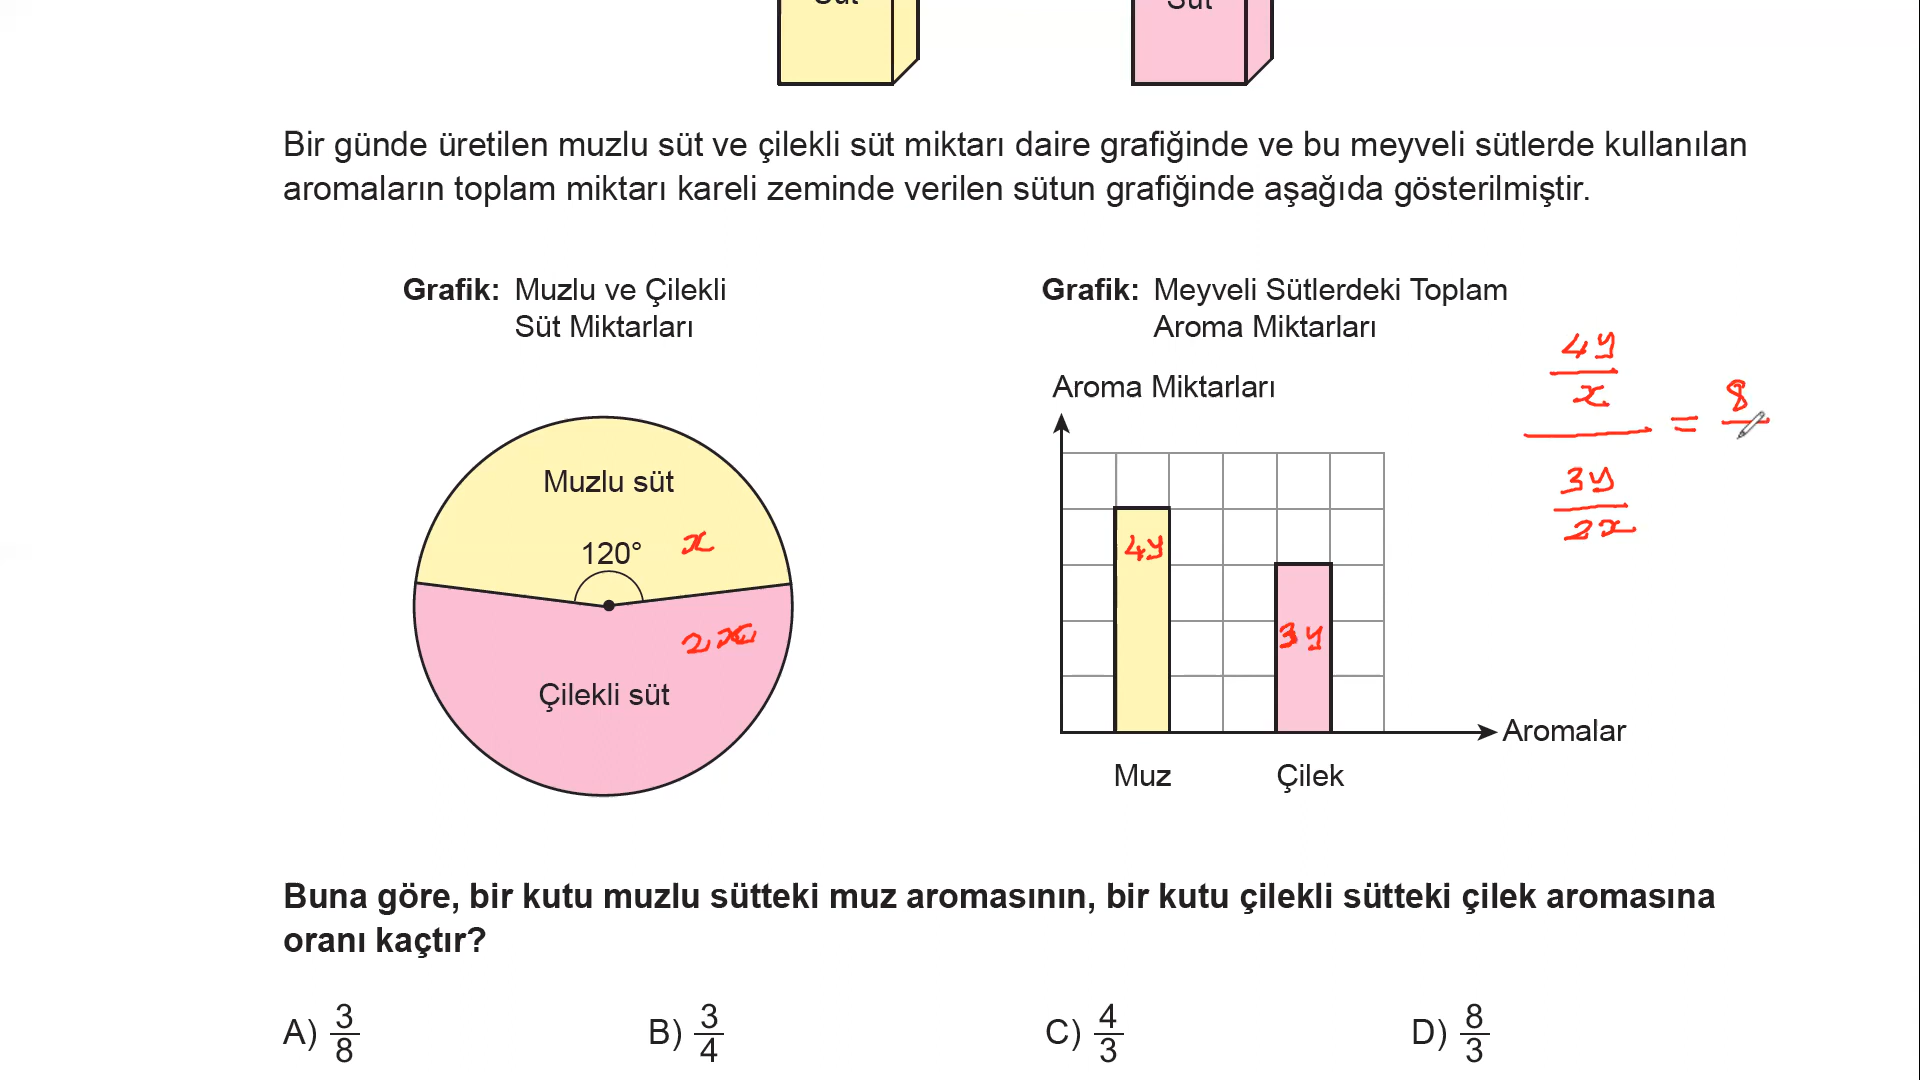 Süt Süt
Bir günde üretilen muzlu süt ve çilekli süt miktarı daire grafiğinde ve bu meyveli sütlerde kullanılan
aromaların toplam miktarı kareli zeminde verilen sütun grafiğinde aşağıda gösterilmiştir.
Grafik: Muzlu ve Çilekli
Süt Miktarları
Muzlu süt
120°
x
2x
Çilekli süt
Grafik: Meyveli Sütlerdeki Toplam
Aroma Miktarları
Aroma Miktarları
4y
3y
Aromalar
Muz Çilek
4y
x
3y
2x
= 8
Buna göre, bir kutu muzlu sütteki muz aromasının, bir kutu çilekli sütteki çilek aromasına
oranı kaçtır?
A) 3/8 B) 3/4 C) 4/3 D) 8/3